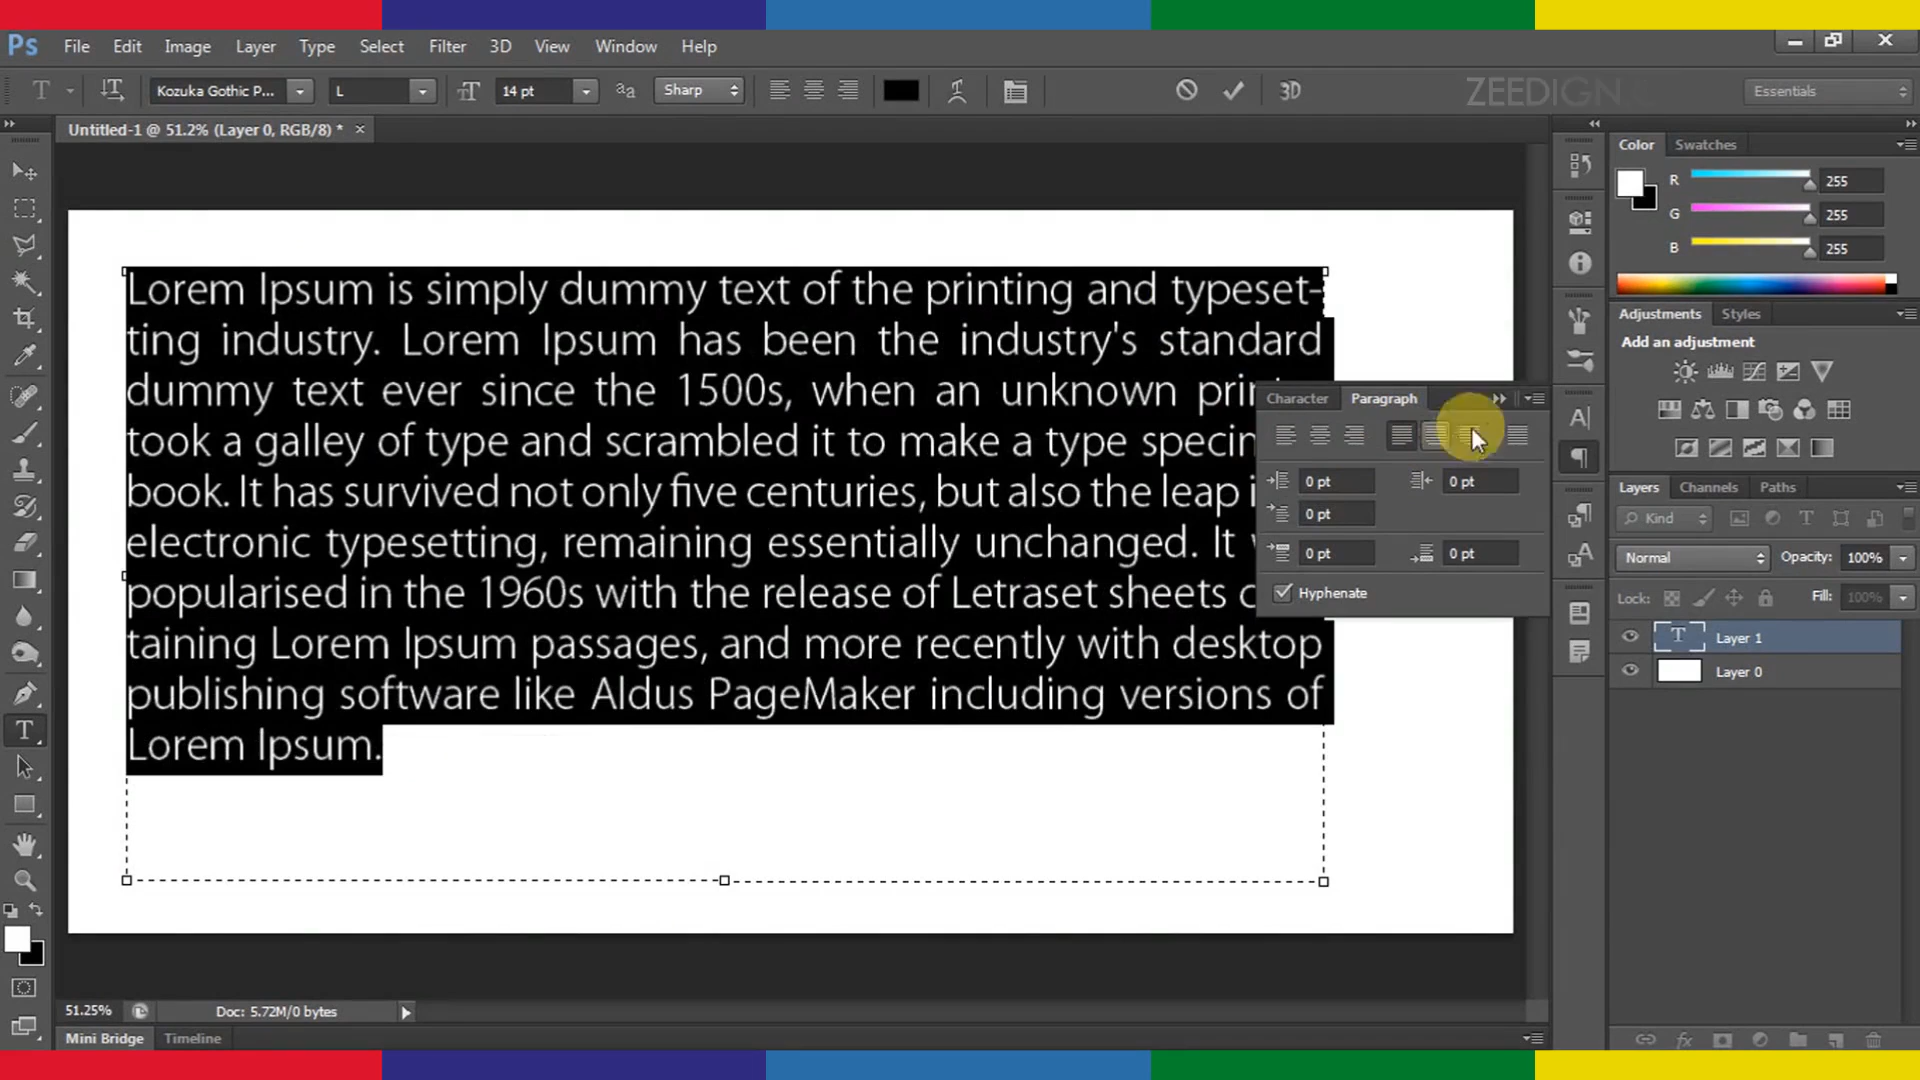 Ps File Edit Image Layer Type Select Filter 3D View Window Help
T Kozuka Gothic P... L 14 pt aa Sharp 3D ZEEDIGN Essentials
Untitled-1 @ 51.2% (Layer 0, RGB/8) * ×
Color Swatches
R 255
G 255
B 255
Adjustments Styles
Add an adjustment
Lorem Ipsum is simply dummy text of the printing and typeset-
ting industry. Lorem Ipsum has been the industry's standard
dummy text ever since the 1500s, when an unknown
took a galley of type and scrambled it to make a type
book. It has survived not only five centuries, but also the leap
electronic typesetting, remaining essentially unchanged. It
popularised in the 1960s with the release of Letraset sheets
taining Lorem Ipsum passages, and more recently with desktop
publishing software like Aldus PageMaker including versions of
Lorem Ipsum.
Character Paragraph
0 pt 0 pt
0 pt
0 pt 0 pt
Hyphenate
Layers Channels Paths
Kind
Normal Opacity: 100%
Lock: Fill: 100%
T Layer 1
Layer 0
51.25% Doc: 5.72M/0 bytes
Mini Bridge Timeline